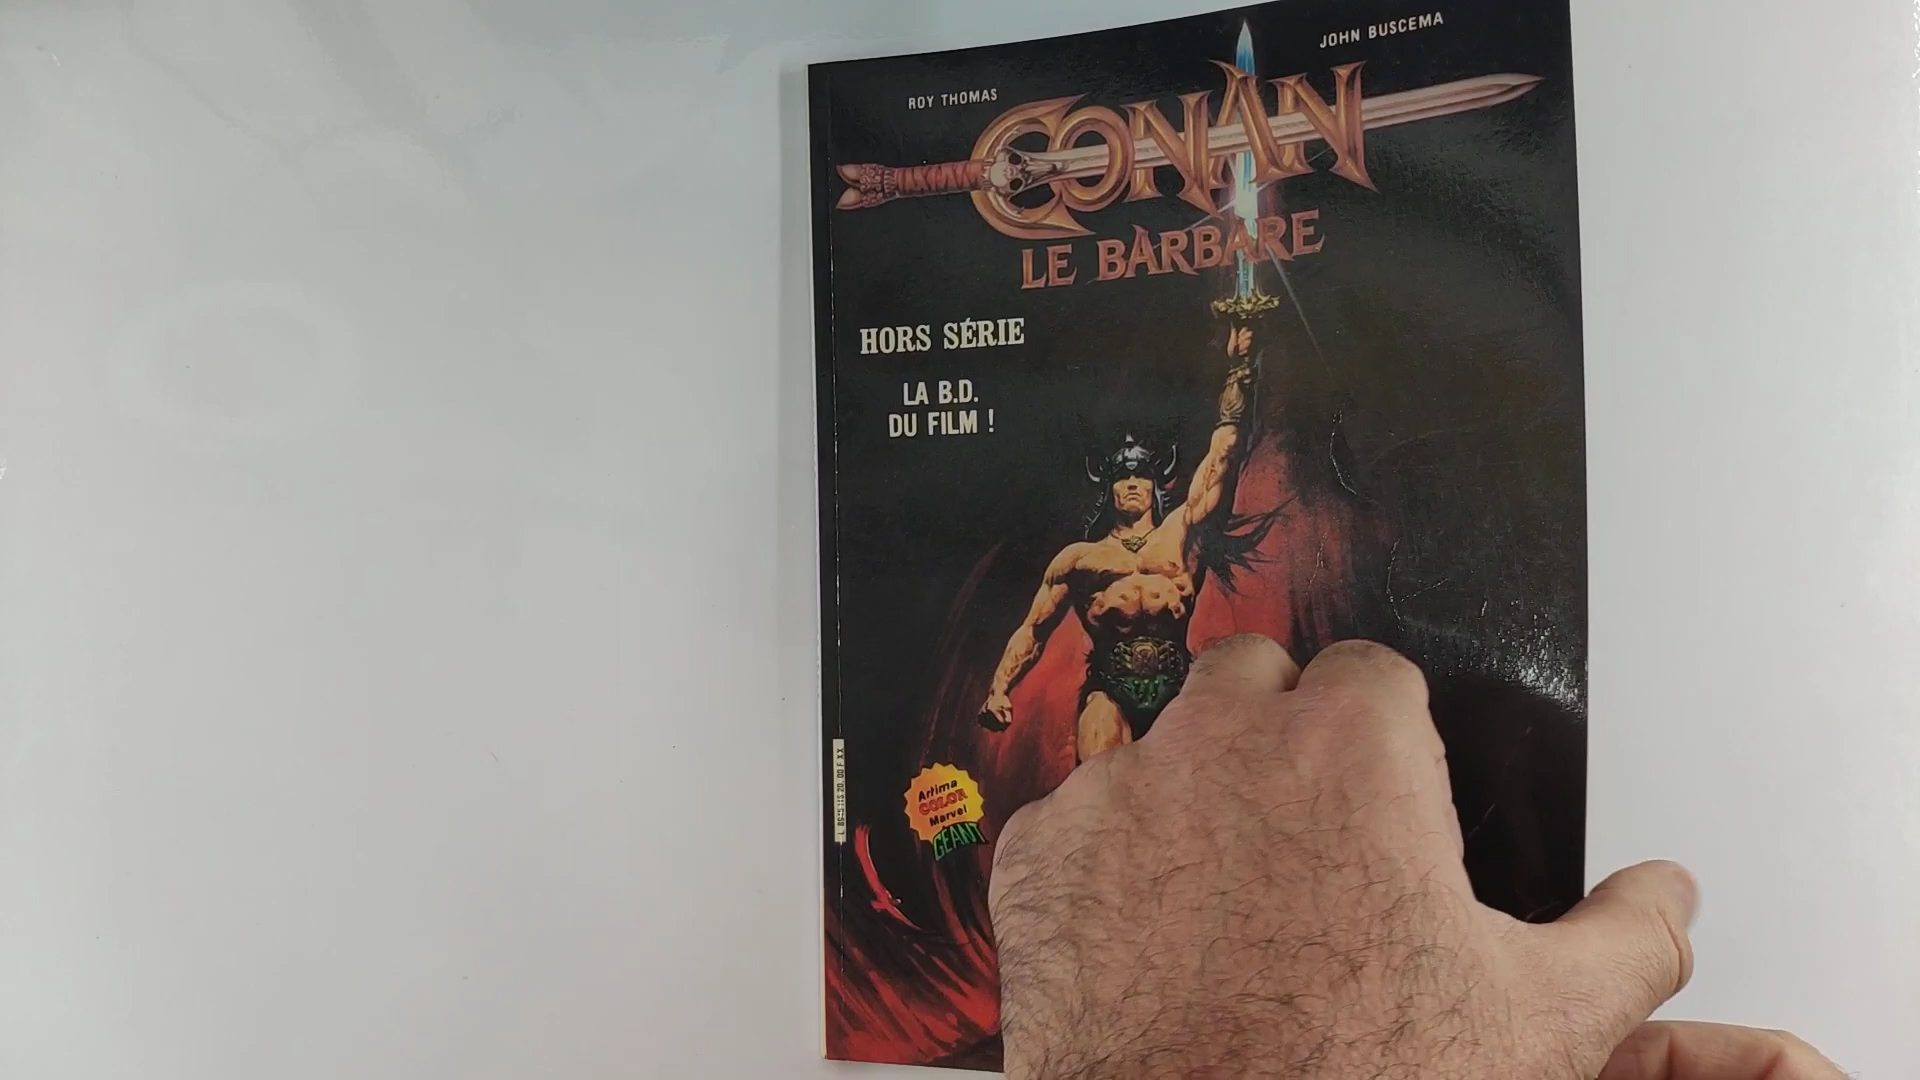 JOHN BUSCEMA
ROY THOMAS
CONAN
LE BARBARE
HORS SÉRIE
LA B.D.
DU FILM !
Artima
COLOR
Marvel
GÉANT